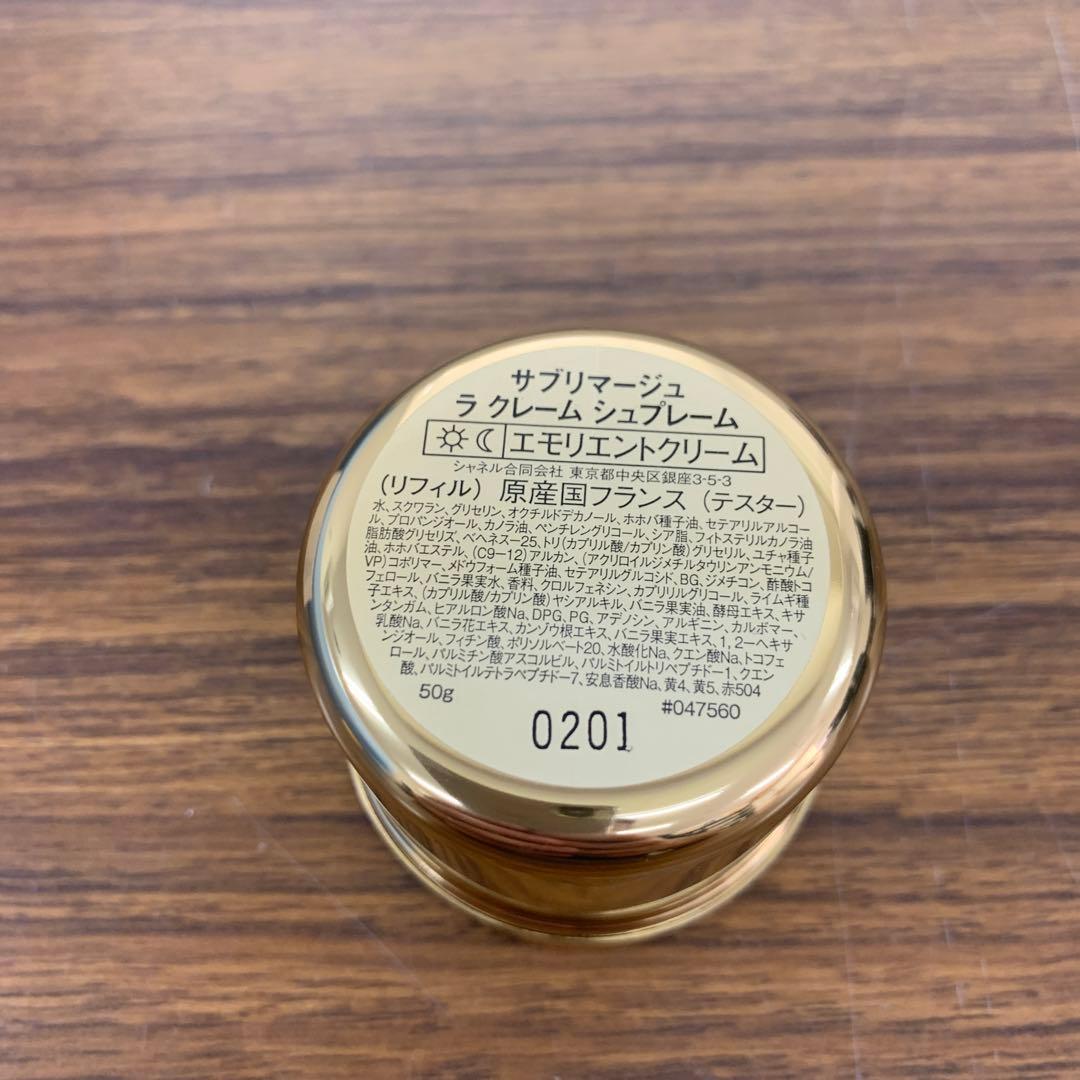 サブリマージュ
ラ クレーム シュプレーム
エモリエントクリーム
シャネル合同会社 東京都中央区銀座3-5-3
(リフィル) 原産国フランス (テスター)
水、スクワラン、グリセリン、オクチルドデカノール、ホホバ種子油、セテアリルアルコー
ル、プロパンジオール、カノラ油、ペンチレングリコール、シア脂、フィトステリルカノラ油
脂肪酸グリセリズ、ベヘネス-25、トリ(カプリル酸/カプリン酸)グリセリル、ユチャ種子
油、ホホバエステル、(C9-12)アルカン、(アクリロイルジメチルタウリンアンモニウム/
VP)コポリマー、メドウフォーム種子油、セテアリルグルコシド、BG、ジメチコン、酢酸トコ
フェロール、バニラ果実水、香料、クロルフェネシン、カプリリルグリコール、ライムギ種
子エキス、(カプリル酸/カプリン酸)ヤシアルキル、バニラ果実油、酵母エキス、キサ
ンタンガム、ヒアルロン酸Na、DPG、PG、アデノシン、アルギニン、カルボマー、
乳酸Na、バニラ花エキス、カンゾウ根エキス、バニラ果実エキス、1,2-ヘキサ
ンジオール、フィチン酸、ポリソルベート20、水酸化Na、クエン酸Na、トコフェ
ロール、パルミチン酸アスコルビル、パルミトイルトリペプチド-1、クエン
酸、パルミトイルテトラペプチド-7、安息香酸Na、黄4、黄5、赤504
50g #047560
0201